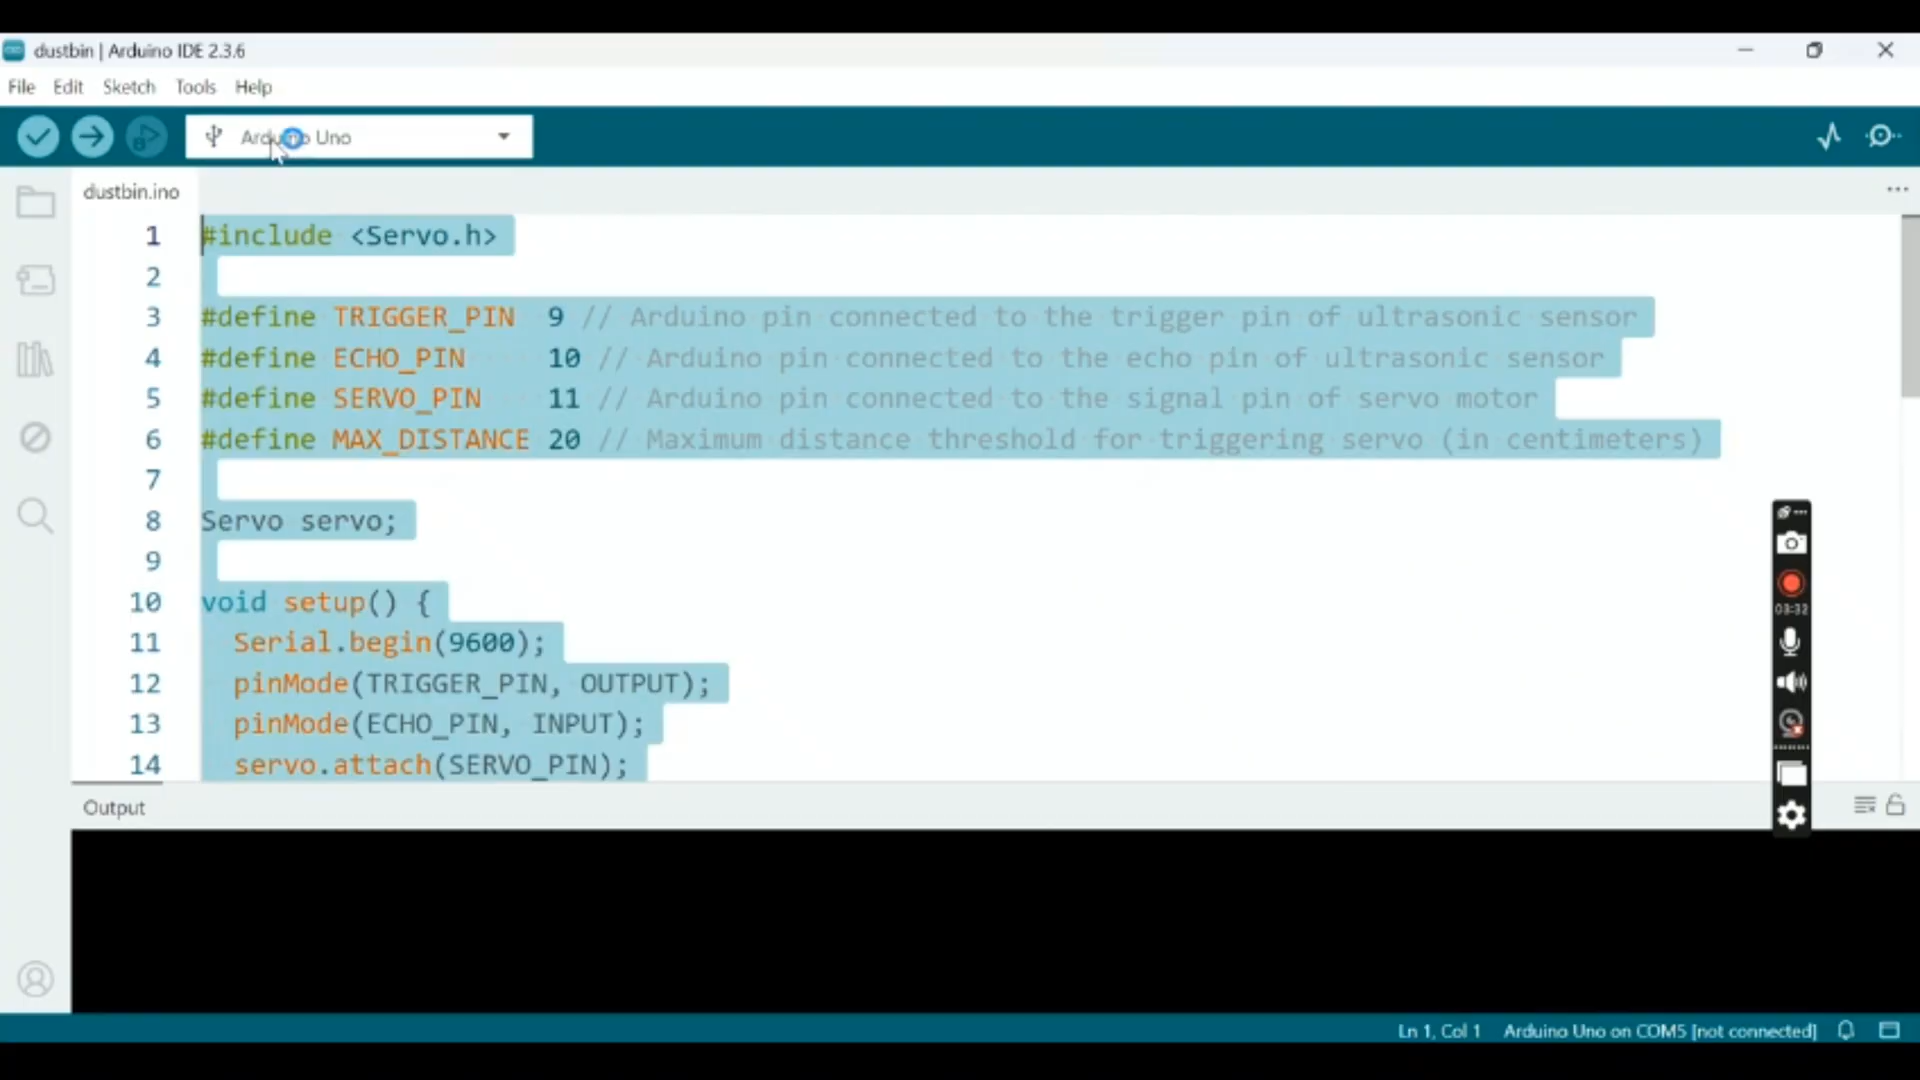 dustbin | Arduino IDE 2.3.6
File Edit Sketch Tools Help
Arduino Uno
dustbin.ino
1 #include <Servo.h>
2
3 #define TRIGGER_PIN 9 // Arduino pin connected to the trigger pin of ultrasonic sensor
4 #define ECHO_PIN 10 // Arduino pin connected to the echo pin of ultrasonic sensor
5 #define SERVO_PIN 11 // Arduino pin connected to the signal pin of servo motor
6 #define MAX_DISTANCE 20 // Maximum distance threshold for triggering servo (in centimeters)
7
8 Servo servo;
9
10 void setup() {
11 Serial.begin(9600);
12 pinMode(TRIGGER_PIN, OUTPUT);
13 pinMode(ECHO_PIN, INPUT);
14 servo.attach(SERVO_PIN);
03:32
Output
Ln 1, Col 1 Arduino Uno on COM5 [not connected]